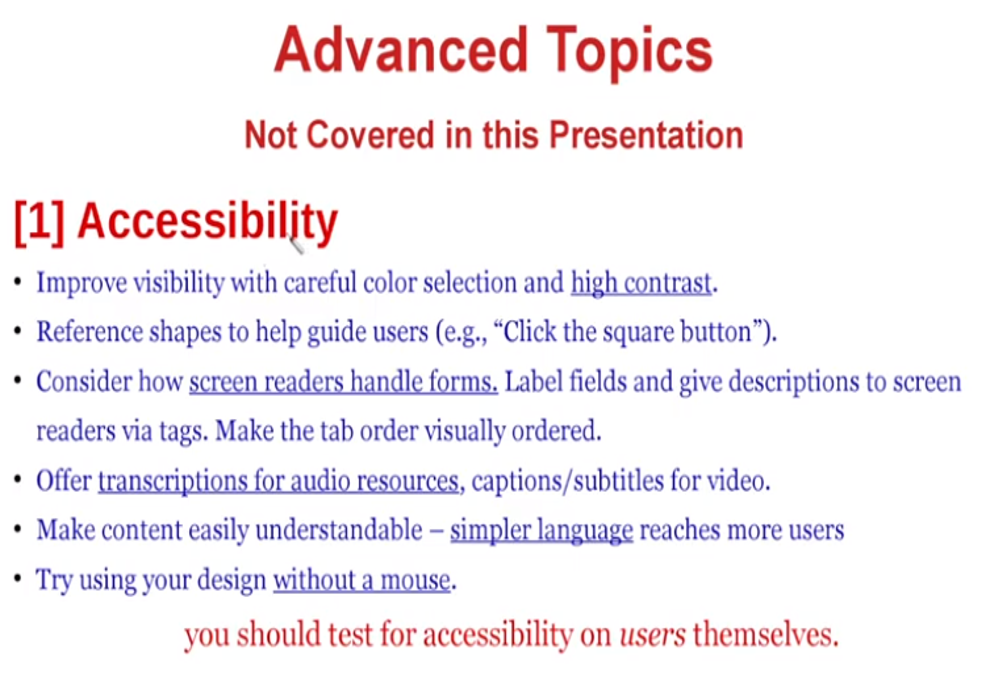 Advanced Topics
Not Covered in this Presentation
[1] Accessibility
• Improve visibility with careful color selection and high contrast.
• Reference shapes to help guide users (e.g., “Click the square button”).
• Consider how screen readers handle forms. Label fields and give descriptions to screen
readers via tags. Make the tab order visually ordered.
• Offer transcriptions for audio resources, captions/subtitles for video.
• Make content easily understandable – simpler language reaches more users
• Try using your design without a mouse.
you should test for accessibility on users themselves.